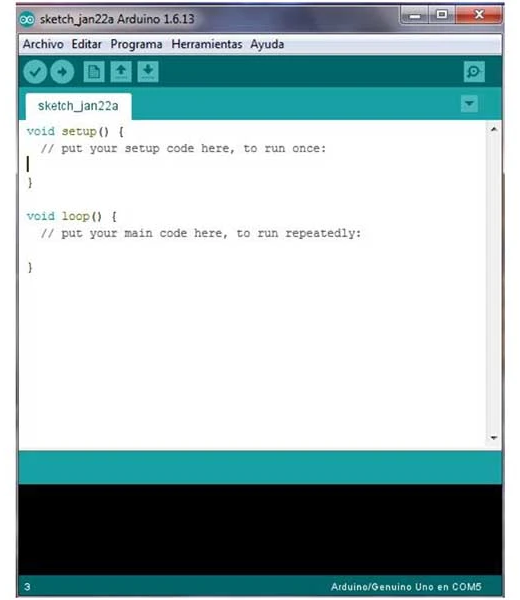 sketch_jan22a Arduino 1.6.13
Archivo Editar Programa Herramientas Ayuda
sketch_jan22a
void setup() {
// put your setup code here, to run once:
}
void loop() {
// put your main code here, to run repeatedly:
}
3 Arduino/Genuino Uno en COM5